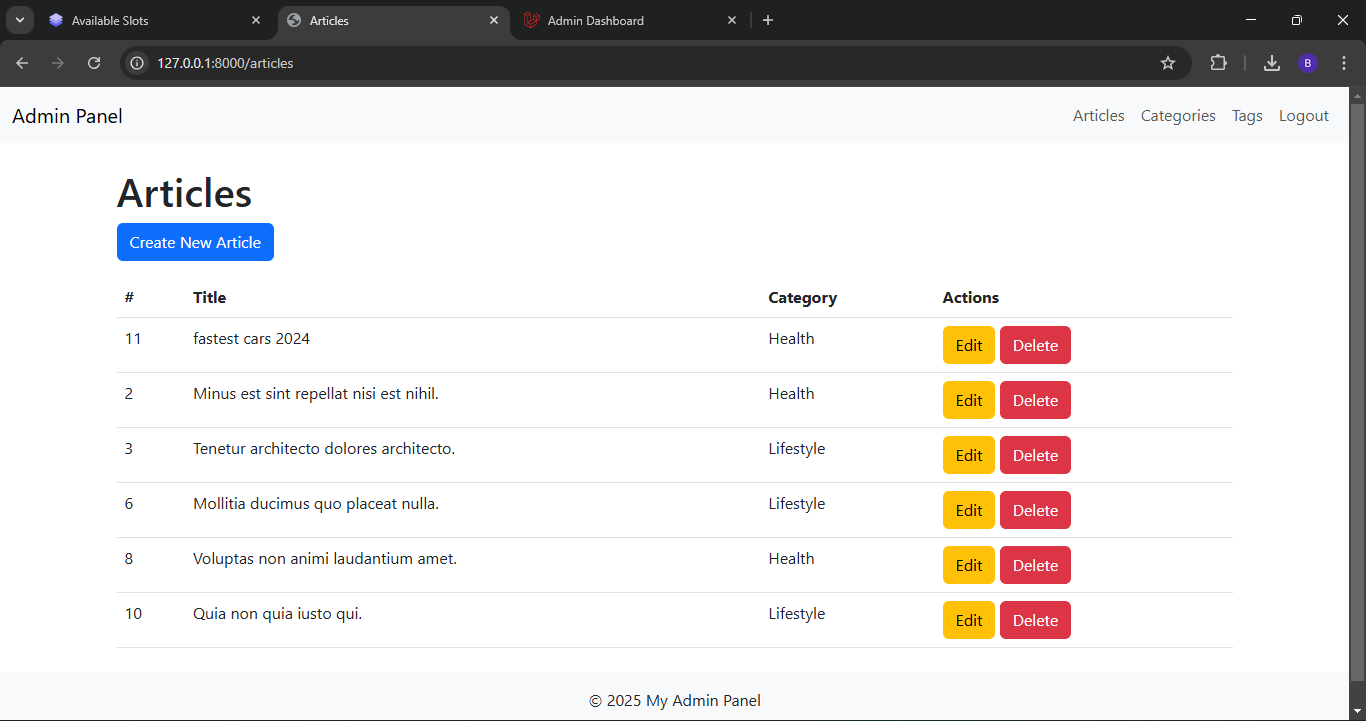 Available Slots Articles Admin Dashboard
127.0.0.1:8000/articles B
Admin Panel Articles Categories Tags Logout
Articles
Create New Article
# Title Category Actions
11 fastest cars 2024 Health Edit Delete
2 Minus est sint repellat nisi est nihil. Health Edit Delete
3 Tenetur architecto dolores architecto. Lifestyle Edit Delete
6 Mollitia ducimus quo placeat nulla. Lifestyle Edit Delete
8 Voluptas non animi laudantium amet. Health Edit Delete
10 Quia non quia iusto qui. Lifestyle Edit Delete
© 2025 My Admin Panel